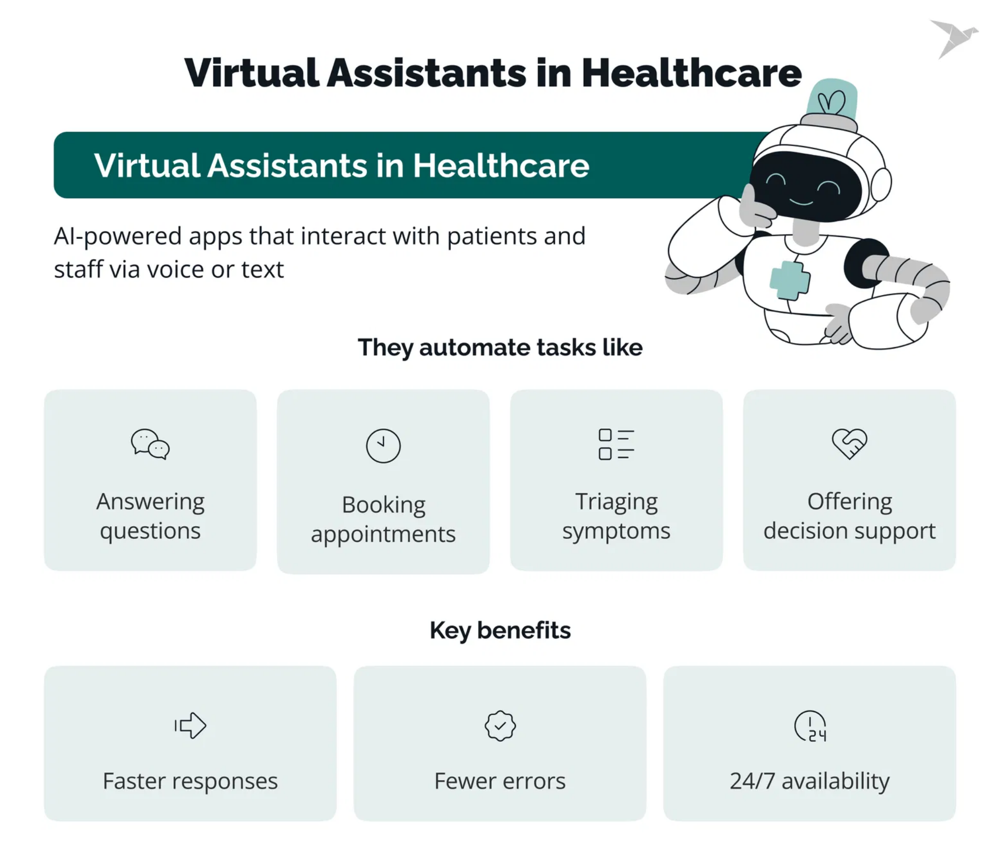 Virtual Assistants in Healthcare
Virtual Assistants in Healthcare
AI-powered apps that interact with patients and
staff via voice or text
They automate tasks like
Answering
questions
Booking
appointments
Triaging
symptoms
Offering
decision support
Key benefits
Faster responses
Fewer errors
24
24/7 availability